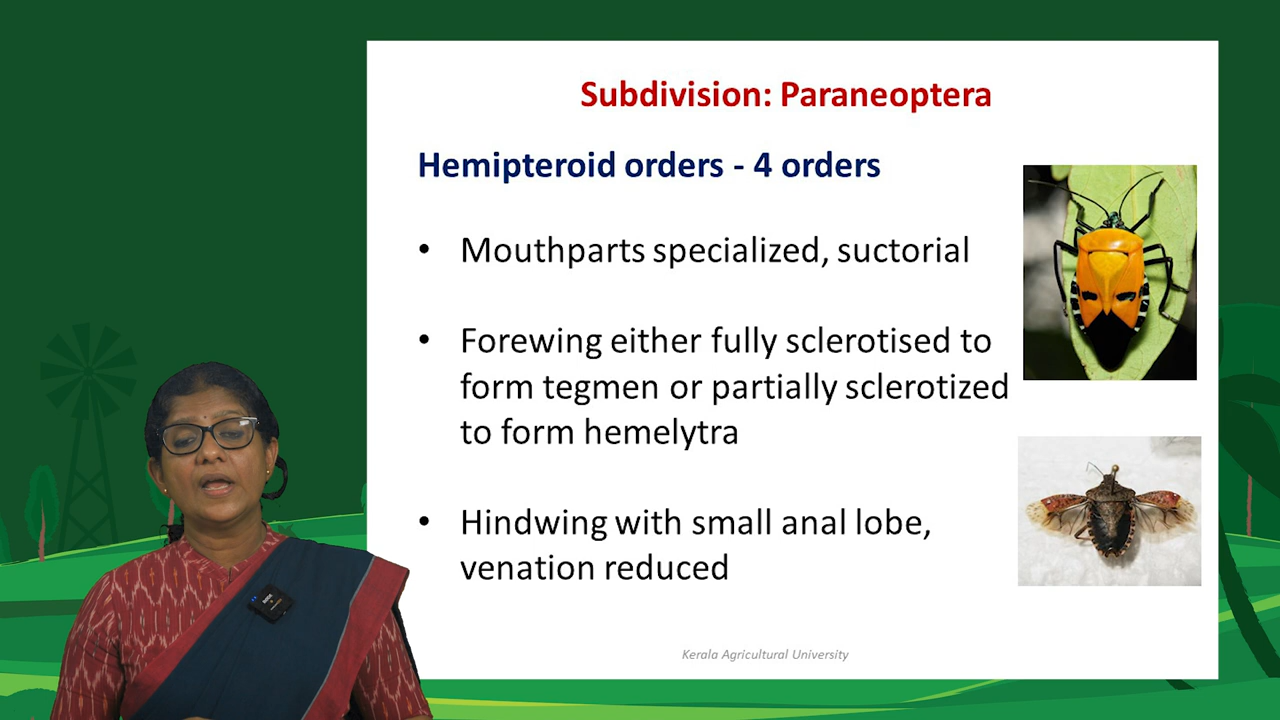 Subdivision: Paraneoptera
Hemipteroid orders - 4 orders
• Mouthparts specialized, suctorial
• Forewing either fully sclerotised to
form tegmen or partially sclerotized
to form hemelytra
• Hindwing with small anal lobe,
venation reduced
Kerala Agricultural University